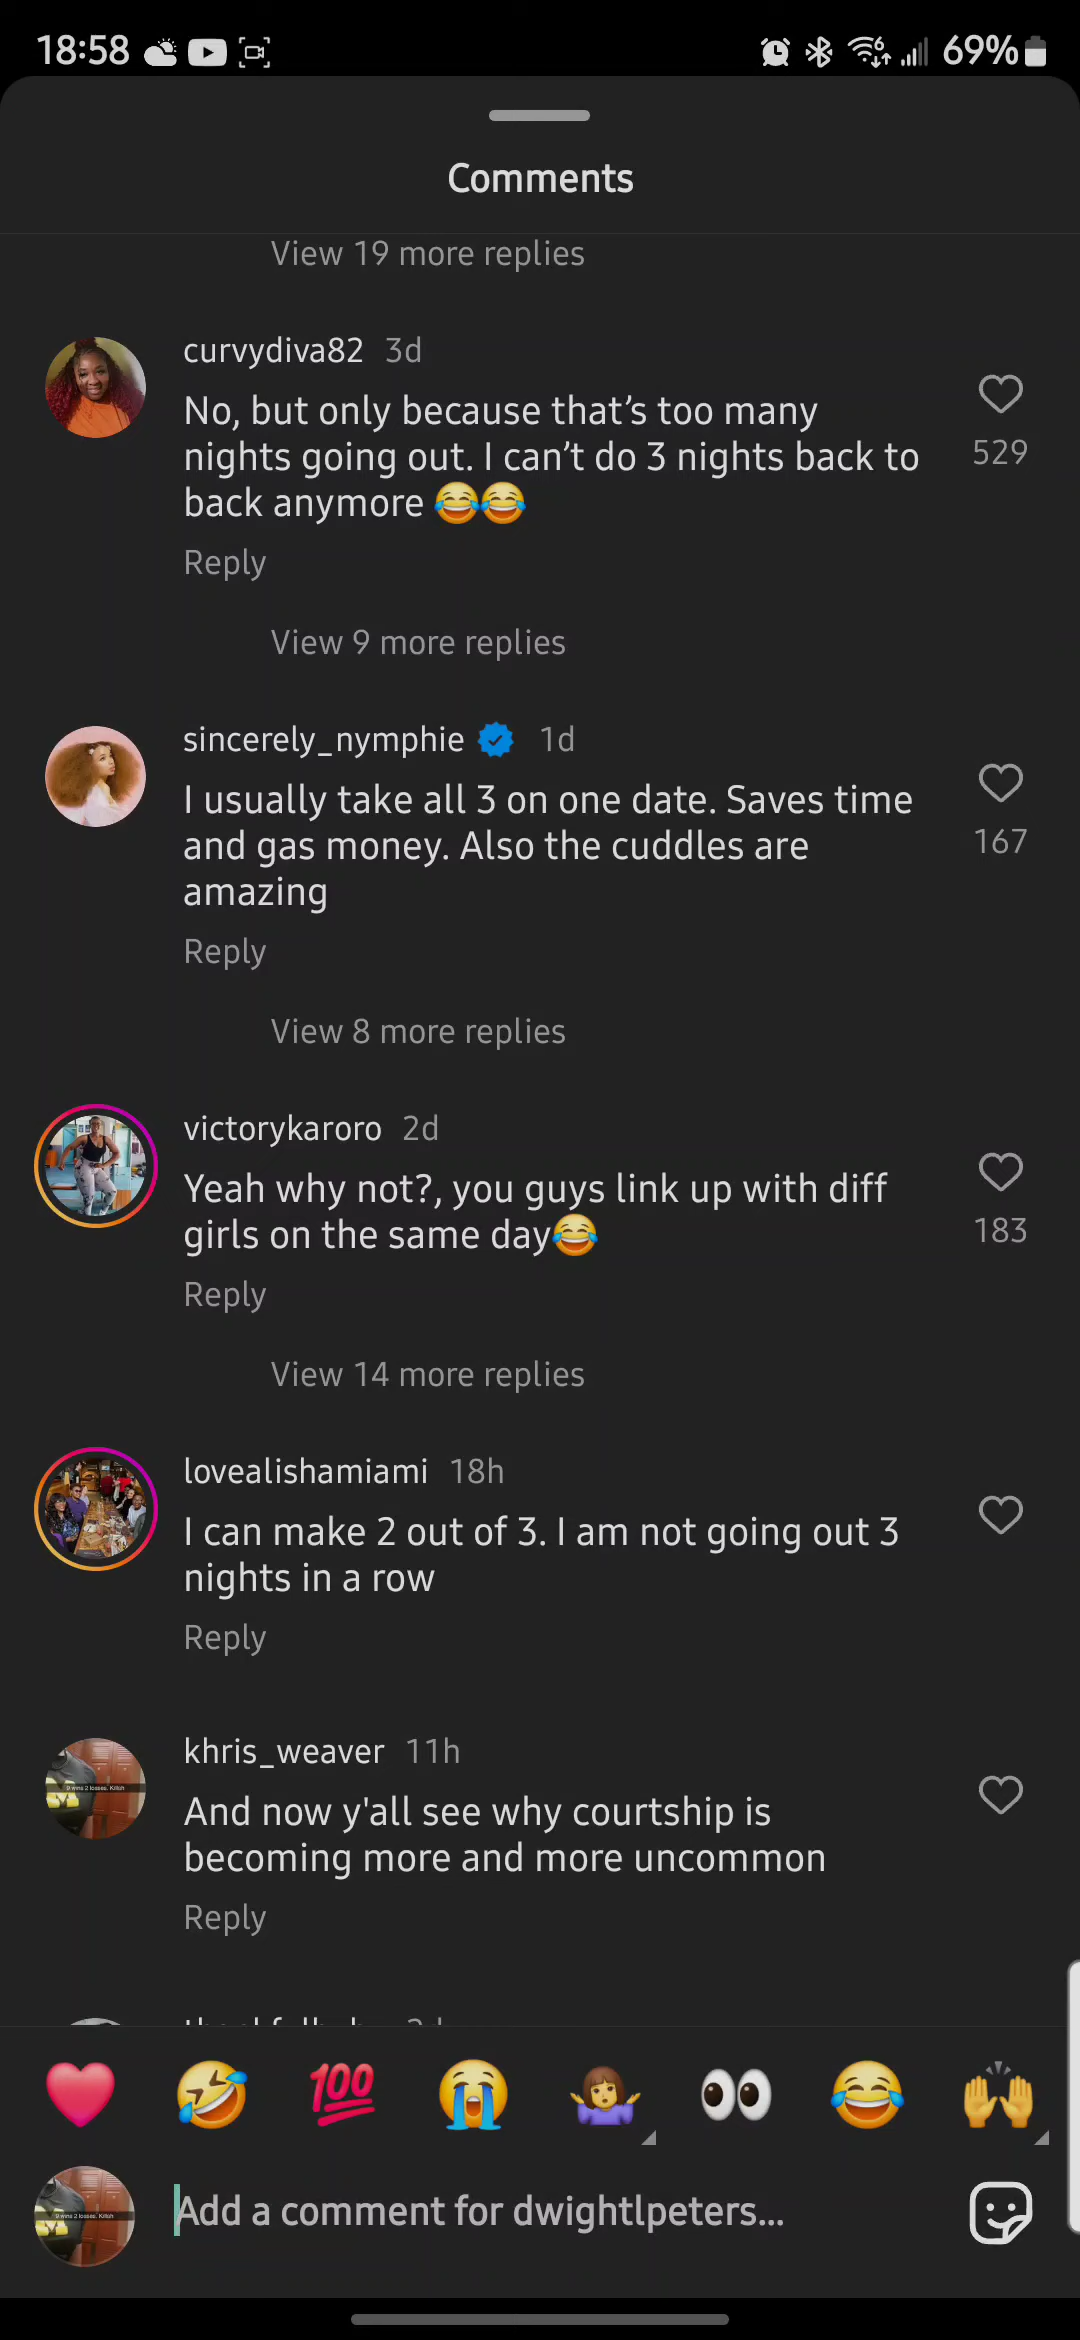 18:58
69%
Comments
View 19 more replies
curvydiva82 3d
No, but only because that’s too many
nights going out. I can’t do 3 nights back to
back anymore 😂😂
529
Reply
View 9 more replies
sincerely_nymphie 1d
I usually take all 3 on one date. Saves time
and gas money. Also the cuddles are
amazing
167
Reply
View 8 more replies
victorykaroro 2d
Yeah why not?, you guys link up with diff
girls on the same day😂
183
Reply
View 14 more replies
lovealishamiami 18h
I can make 2 out of 3. I am not going out 3
nights in a row
Reply
khris_weaver 11h
And now y'all see why courtship is
becoming more and more uncommon
Reply
Add a comment for dwightlpeters...